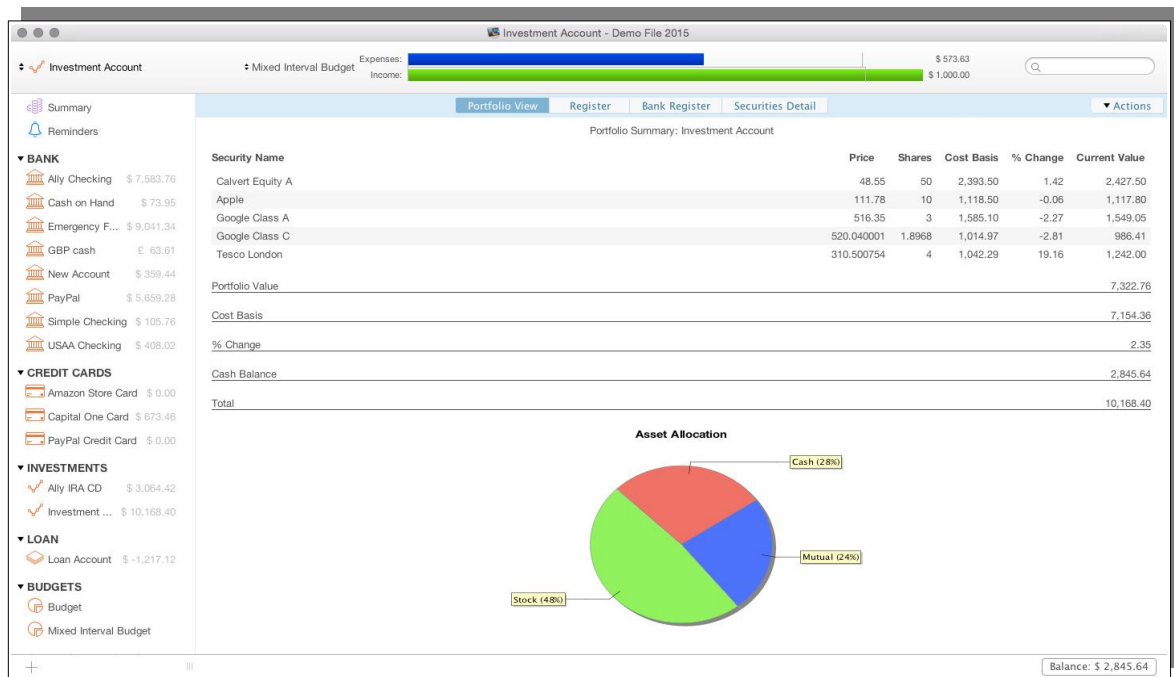 Investment Account - Demo File 2015
Investment Account
Mixed Interval Budget
Expenses: $ 573.63
Income: $ 1,000.00
Summary
Reminders
BANK
Ally Checking $ 7,583.76
Cash on Hand $ 73.95
Emergency F... $ 9,041.34
GBP cash £ 63.61
New Account $ 359.44
PayPal $ 5,659.28
Simple Checking $ 105.76
USAA Checking $ 408.02
CREDIT CARDS
Amazon Store Card $ 0.00
Capital One Card $ 673.46
PayPal Credit Card $ 0.00
INVESTMENTS
Ally IRA CD $ 3,064.42
Investment ... $ 10,168.40
LOAN
Loan Account $ -1,217.12
BUDGETS
Budget
Mixed Interval Budget
Portfolio View Register Bank Register Securities Detail Actions
Portfolio Summary: Investment Account
Security Name Price Shares Cost Basis % Change Current Value
Calvert Equity A 48.55 50 2,393.50 1.42 2,427.50
Apple 111.78 10 1,118.50 -0.06 1,117.80
Google Class A 516.35 3 1,585.10 -2.27 1,549.05
Google Class C 520.040001 1.8968 1,014.97 -2.81 986.41
Tesco London 310.500754 4 1,042.29 19.16 1,242.00
Portfolio Value 7,322.76
Cost Basis 7,154.36
% Change 2.35
Cash Balance 2,845.64
Total 10,168.40
Asset Allocation
Cash (28%)
Mutual (24%)
Stock (48%)
Balance: $ 2,845.64